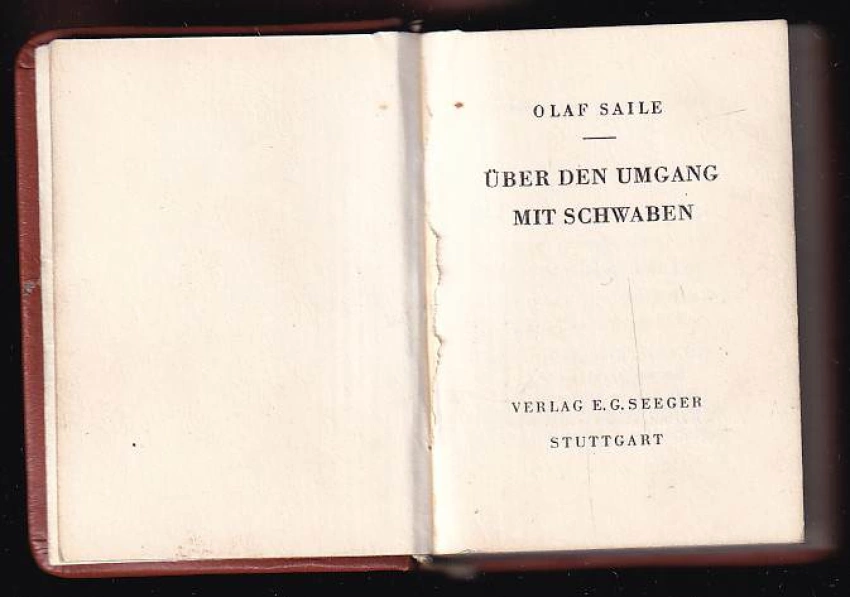 OLAF SAILE
ÜBER DEN UMGANG
MIT SCHWABEN
VERLAG E. G. SEEGER
STUTTGART